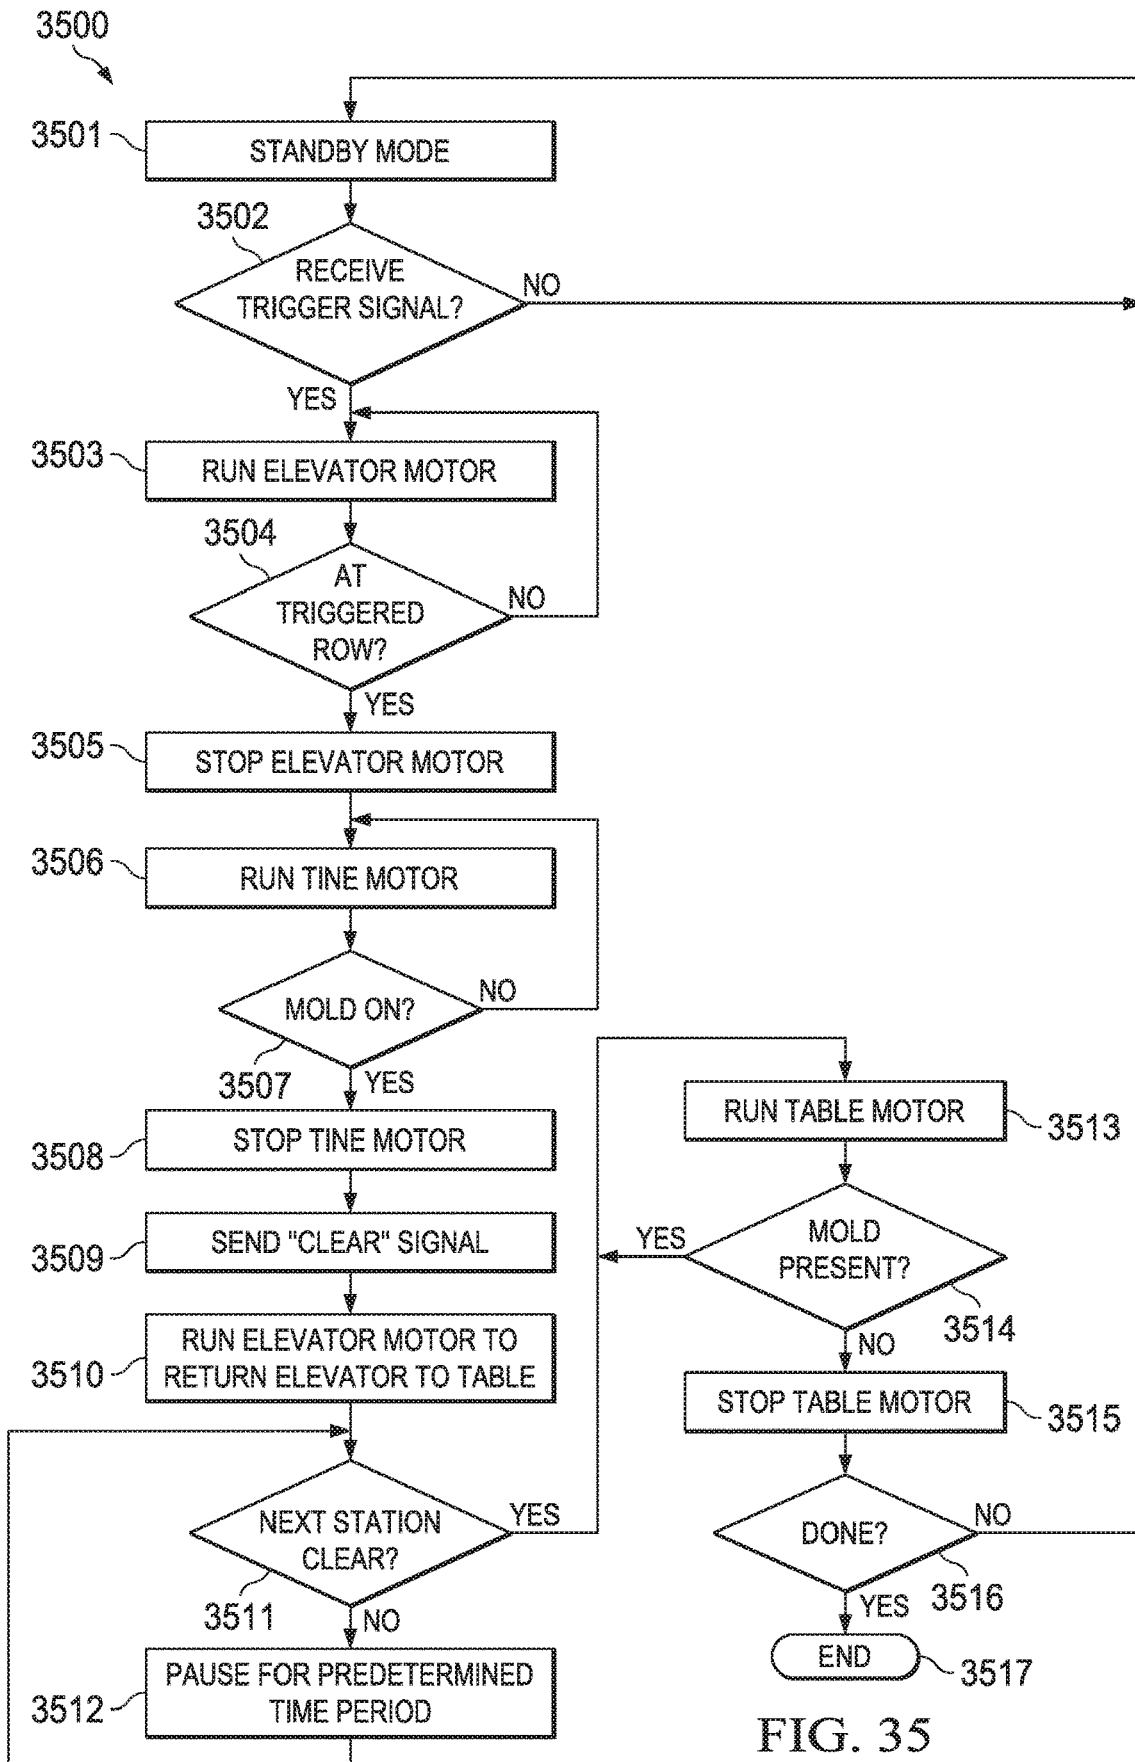 3500
3501
STANDBY MODE
3502
RECEIVE
TRIGGER SIGNAL?
NO
YES
3503
RUN ELEVATOR MOTOR
3504
AT
TRIGGERED
ROW?
NO
YES
3505
STOP ELEVATOR MOTOR
3506
RUN TINE MOTOR
MOLD ON?
NO
3507
YES
3508
STOP TINE MOTOR
3509
SEND "CLEAR" SIGNAL
3510
RUN ELEVATOR MOTOR TO
RETURN ELEVATOR TO TABLE
NEXT STATION
CLEAR?
YES
3511
NO
3512
PAUSE FOR PREDETERMINED
TIME PERIOD
RUN TABLE MOTOR
3513
MOLD
PRESENT?
YES
3514
NO
STOP TABLE MOTOR
3515
DONE?
NO
3516
YES
END
3517
FIG. 35